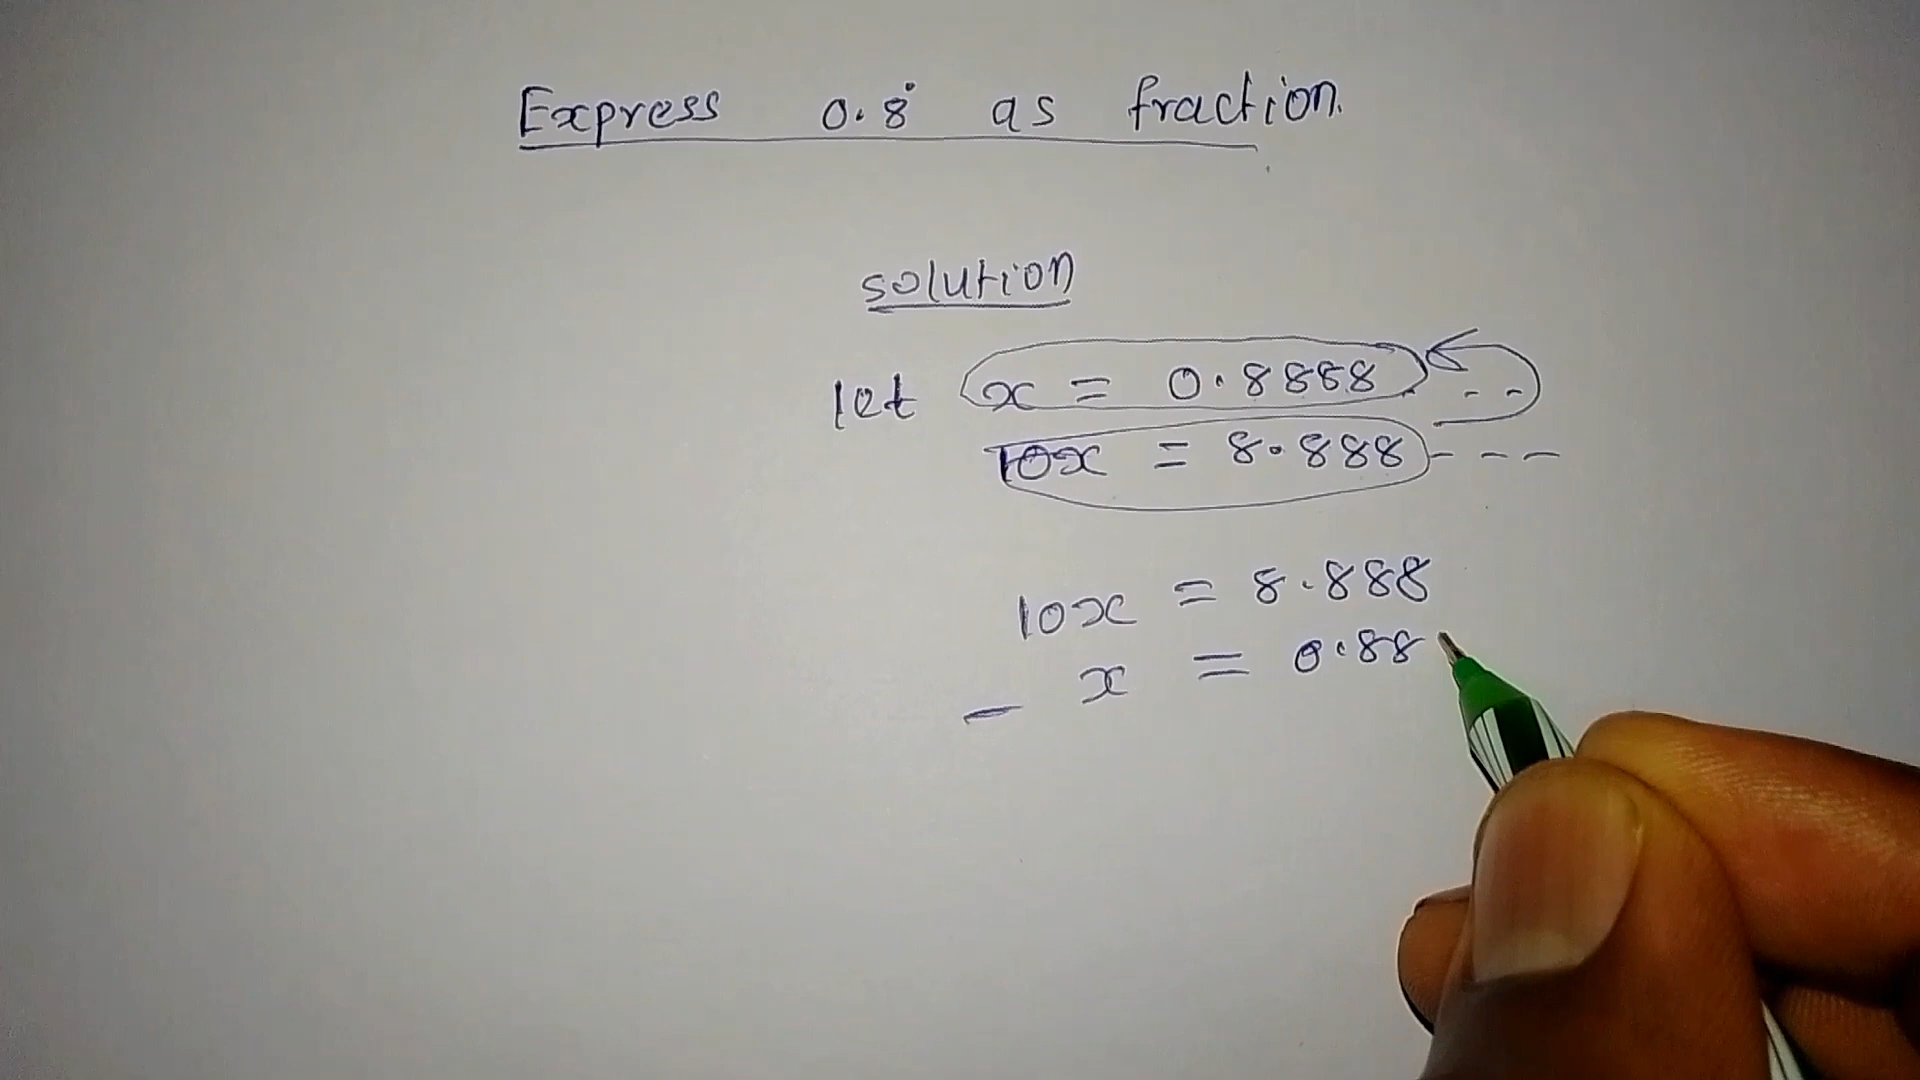 Express 0.8̇ as fraction.
solution
let x = 0.8888. - -
10x = 8.888 - - - -
10x = 8.888
- x = 0.88